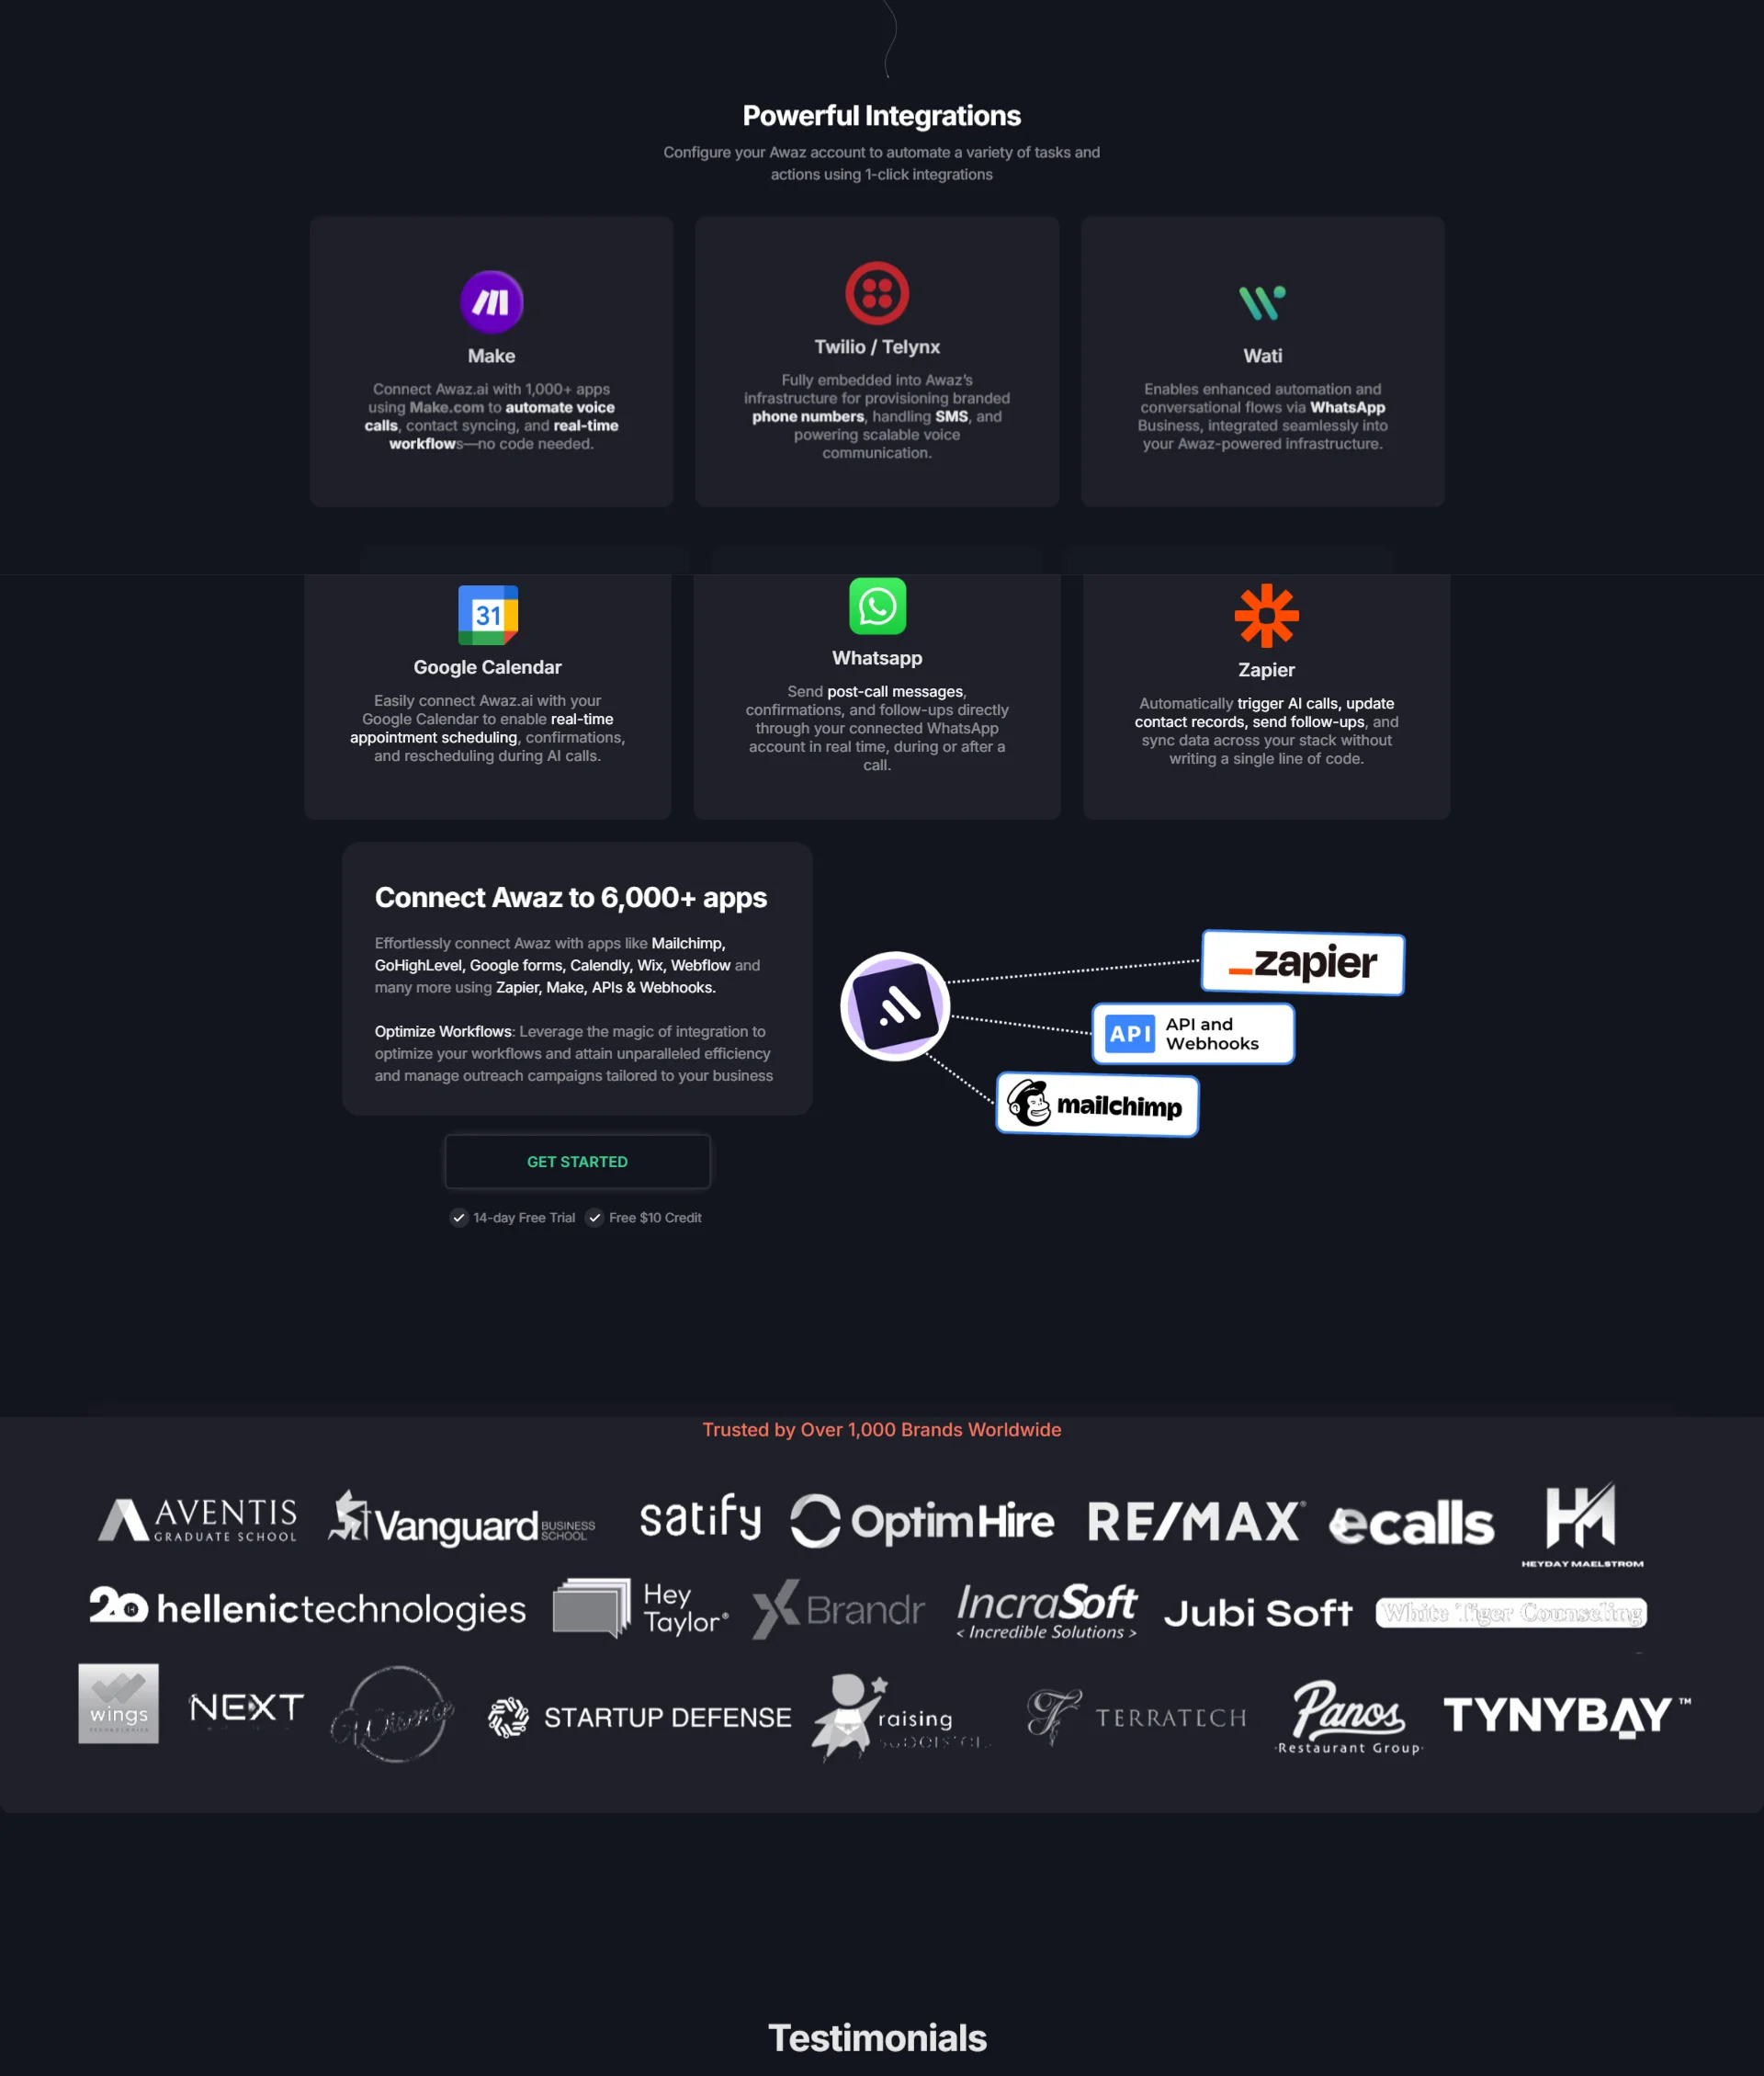 Powerful Integrations
Configure your Awaz account to automate a variety of tasks and
actions using 1-click integrations
Make
Connect Awaz.ai with 1,000+ apps
using Make.com to automate voice
calls, contact syncing, and real-time
workflows—no code needed.
Twilio / Telynx
Fully embedded into Awaz's
infrastructure for provisioning branded
phone numbers, handling SMS, and
powering scalable voice
communication.
Wati
Enables enhanced automation and
conversational flows via WhatsApp
Business, integrated seamlessly into
your Awaz-powered infrastructure.
31
Google Calendar
Easily connect Awaz.ai with your
Google Calendar to enable real-time
appointment scheduling, confirmations,
and rescheduling during AI calls.
Whatsapp
Send post-call messages,
confirmations, and follow-ups directly
through your connected WhatsApp
account in real time, during or after a
call.
Zapier
Automatically trigger AI calls, update
contact records, send follow-ups, and
sync data across your stack without
writing a single line of code.
Connect Awaz to 6,000+ apps
Effortlessly connect Awaz with apps like Mailchimp,
GoHighLevel, Google forms, Calendly, Wix, Webflow and
many more using Zapier, Make, APIs & Webhooks.
Optimize Workflows: Leverage the magic of integration to
optimize your workflows and attain unparalleled efficiency
and manage outreach campaigns tailored to your business
zapier
API
API and
Webhooks
mailchimp
GET STARTED
14-day Free Trial
Free $10 Credit
Trusted by Over 1,000 Brands Worldwide
AVENTIS
GRADUATE SCHOOL
Vanguard
BUSINESS
SCHOOL
satify
OptimHire
RE/MAX®
ecalls
HM
HEYDAY MAELSTROM
20 hellenictechnologies
Hey
Taylor®
XBrandr
IncraSoft
< Incredible Solutions >
Jubi Soft
White Tiger Counseling
wings
TECHNOLOGIES
NEXT
STARTUP DEFENSE
raising
superstars
TERRATECH
Panos
·Restaurant Group·
TYNYBAY™
Testimonials